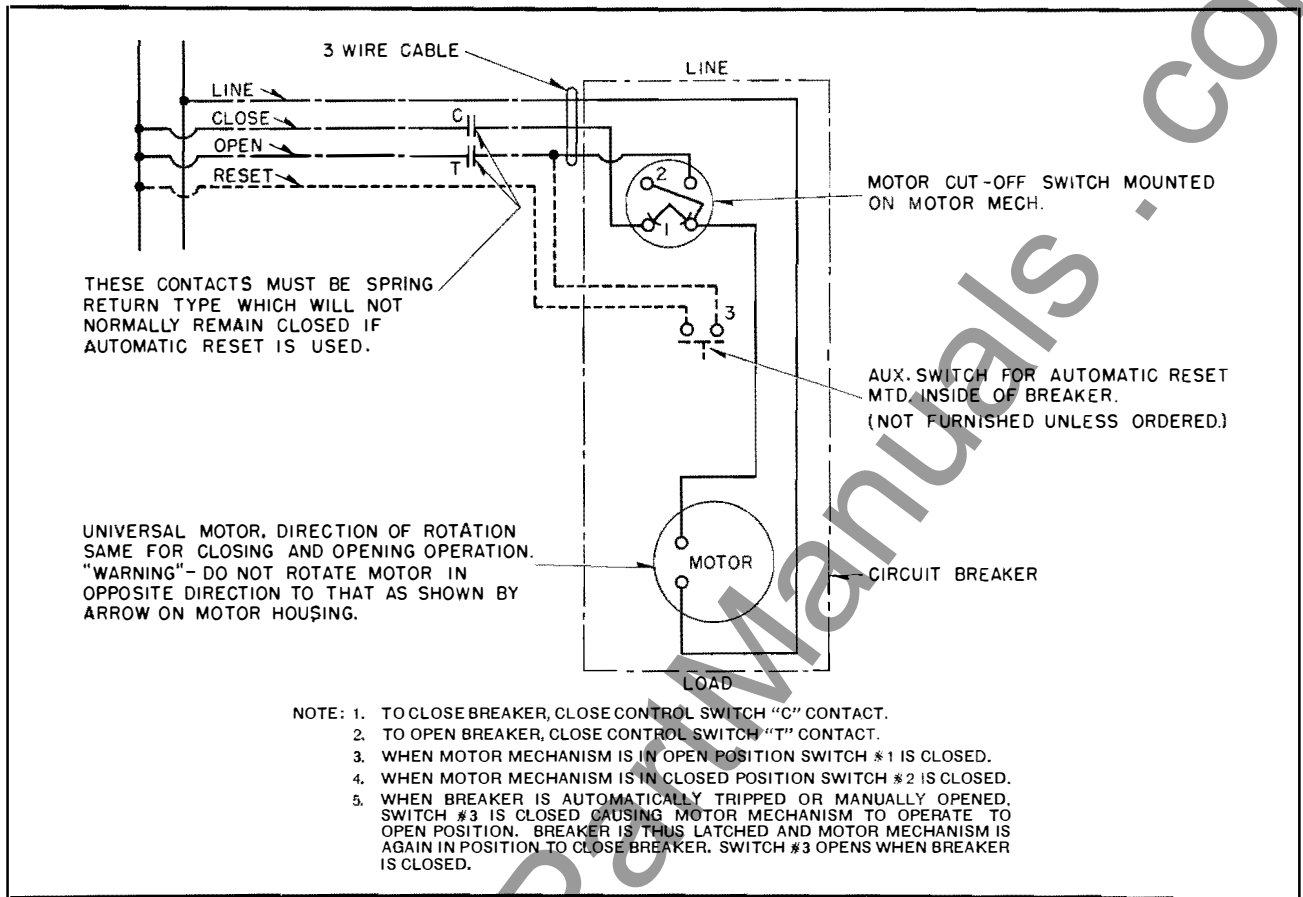 3 WIRE CABLE
LINE
LINE
CLOSE
C
OPEN
T
RESET
2
1
MOTOR CUT-OFF SWITCH MOUNTED
ON MOTOR MECH.
THESE CONTACTS MUST BE SPRING
RETURN TYPE WHICH WILL NOT
NORMALLY REMAIN CLOSED IF
AUTOMATIC RESET IS USED.
3
AUX. SWITCH FOR AUTOMATIC RESET
MTD. INSIDE OF BREAKER.
(NOT FURNISHED UNLESS ORDERED.)
UNIVERSAL MOTOR, DIRECTION OF ROTATION
SAME FOR CLOSING AND OPENING OPERATION.
"WARNING"- DO NOT ROTATE MOTOR IN
OPPOSITE DIRECTION TO THAT AS SHOWN BY
ARROW ON MOTOR HOUSING.
MOTOR
CIRCUIT BREAKER
LOAD
NOTE: 1. TO CLOSE BREAKER, CLOSE CONTROL SWITCH "C" CONTACT.
2. TO OPEN BREAKER, CLOSE CONTROL SWITCH "T" CONTACT.
3. WHEN MOTOR MECHANISM IS IN OPEN POSITION SWITCH #1 IS CLOSED.
4. WHEN MOTOR MECHANISM IS IN CLOSED POSITION SWITCH #2 IS CLOSED.
5. WHEN BREAKER IS AUTOMATICALLY TRIPPED OR MANUALLY OPENED,
SWITCH #3 IS CLOSED CAUSING MOTOR MECHANISM TO OPERATE TO
OPEN POSITION. BREAKER IS THUS LATCHED AND MOTOR MECHANISM IS
AGAIN IN POSITION TO CLOSE BREAKER. SWITCH #3 OPENS WHEN BREAKER
IS CLOSED.
PartManuals . co